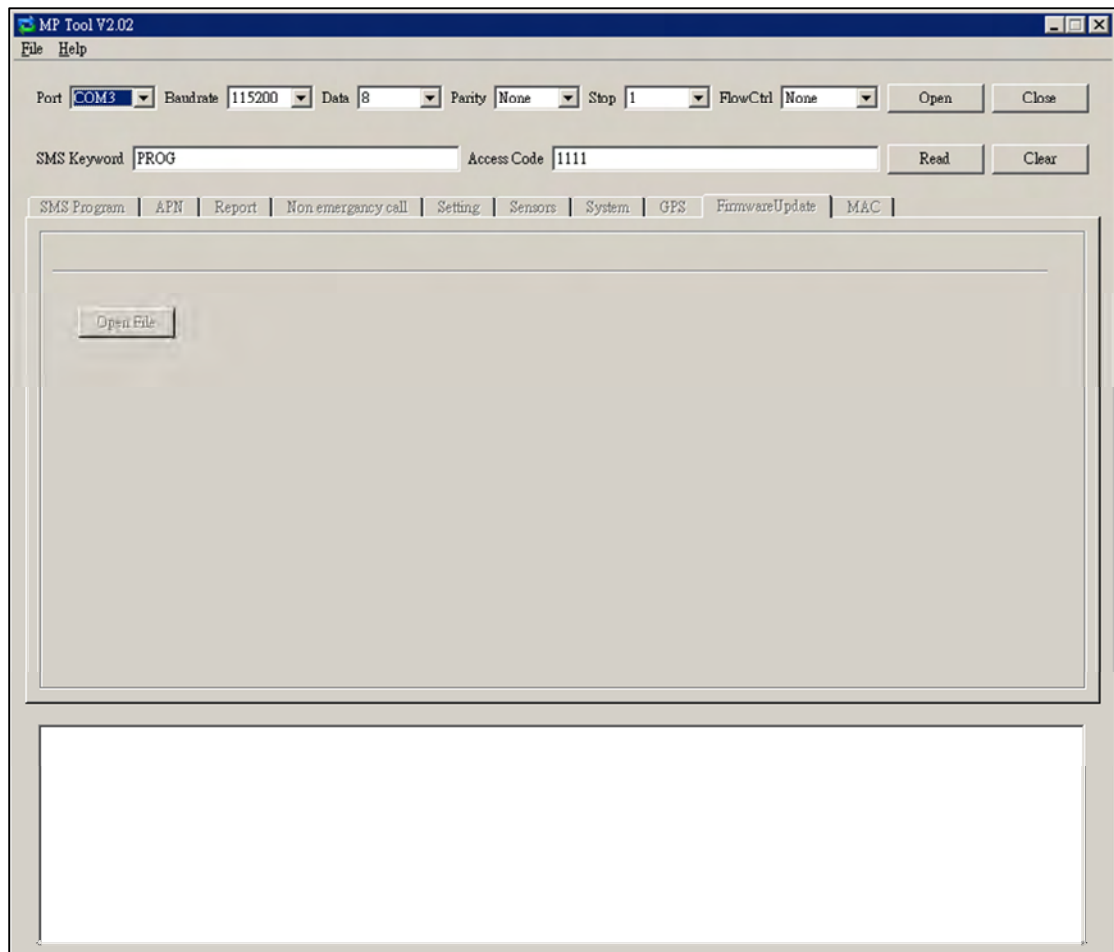 MP Tool V2.02
File Help
Port COM3 Baudrate 115200 Data 8 Parity None Stop 1 FlowCtrl None Open Close
SMS Keyword PROG Access Code 1111 Read Clear
SMS Program APN Report Non emergancy call Setting Sensors System GPS FirmwareUpdate MAC
Open File